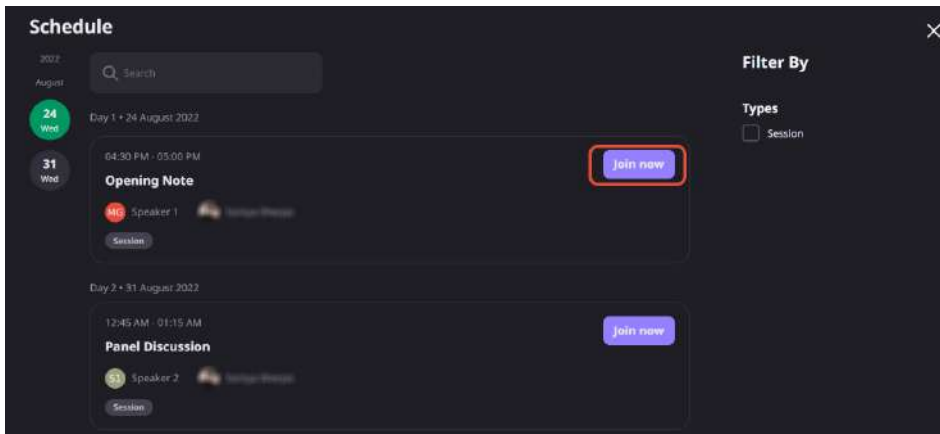 Schedule
2022
August
24
Wed
31
Wed
Search
Day 1 • 24 August 2022
04:30 PM - 05:00 PM
Join now
Opening Note
MG Speaker 1
Session
Day 2 • 31 August 2022
12:45 AM - 01:15 AM
Join now
Panel Discussion
S1 Speaker 2
Session
Filter By
Types
Session